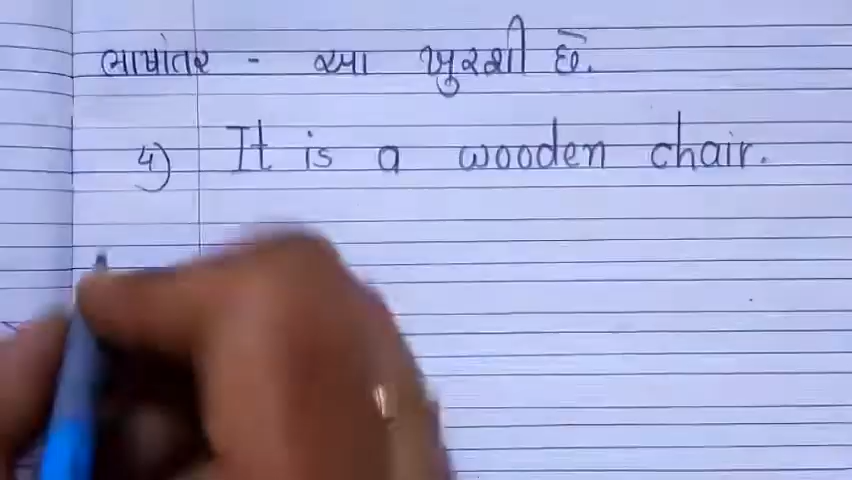 ભાષાંતર - આ ખુરશી છે.
4) It is a wooden chair.